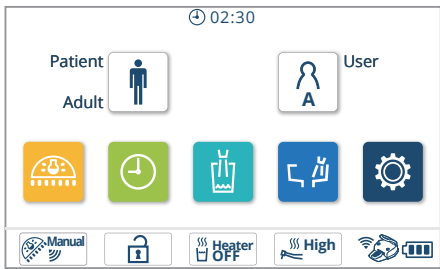 02:30
Patient
User
Adult
A
Manual
Heater
OFF
High